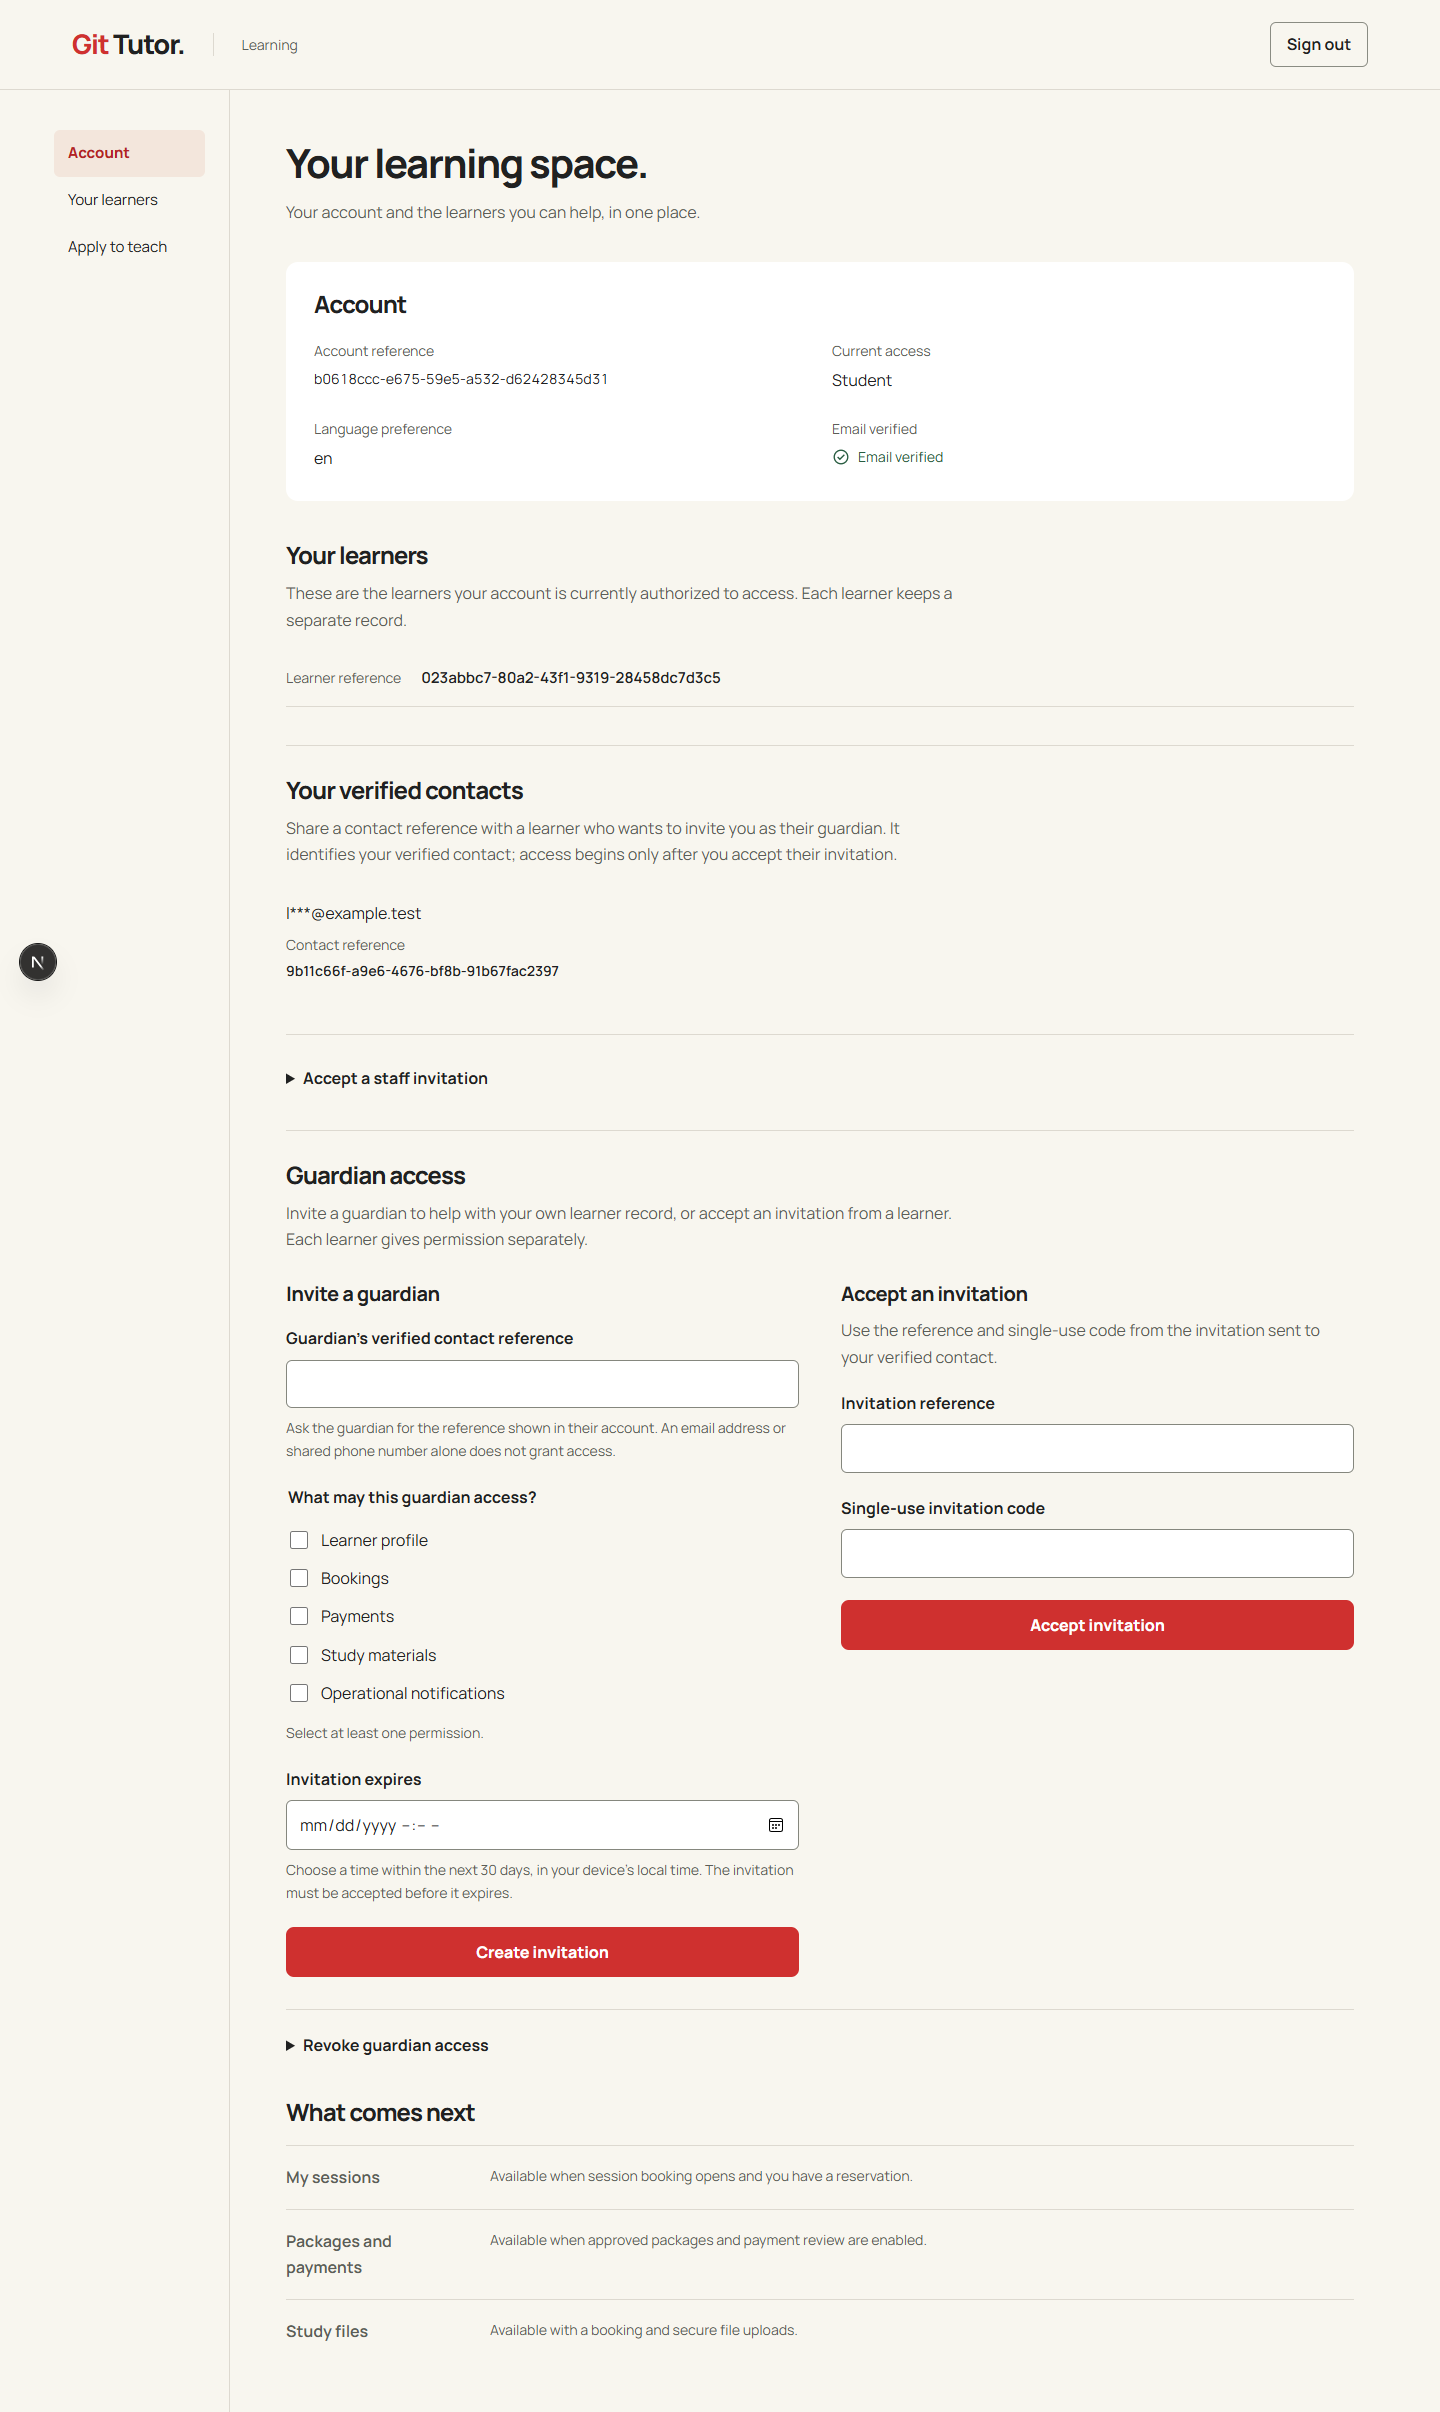 Git Tutor.
Learning
Sign out
Account
Your learners
Apply to teach
Your learning space.
Your account and the learners you can help, in one place.
Account
Account reference
b0618ccc-e675-59e5-a532-d62428345d31
Current access
Student
Language preference
en
Email verified
Email verified
Your learners
These are the learners your account is currently authorized to access. Each learner keeps a
separate record.
Learner reference 023abbc7-80a2-43f1-9319-28458dc7d3c5
Your verified contacts
Share a contact reference with a learner who wants to invite you as their guardian. It
identifies your verified contact; access begins only after you accept their invitation.
l***@example.test
Contact reference
9b11c66f-a9e6-4676-bf8b-91b67fac2397
N
Accept a staff invitation
Guardian access
Invite a guardian to help with your own learner record, or accept an invitation from a learner.
Each learner gives permission separately.
Invite a guardian
Guardian's verified contact reference
Ask the guardian for the reference shown in their account. An email address or
shared phone number alone does not grant access.
What may this guardian access?
Learner profile
Bookings
Payments
Study materials
Operational notifications
Select at least one permission.
Invitation expires
mm/dd/yyyy --:-- --
Choose a time within the next 30 days, in your device's local time. The invitation
must be accepted before it expires.
Create invitation
Accept an invitation
Use the reference and single-use code from the invitation sent to
your verified contact.
Invitation reference
Single-use invitation code
Accept invitation
Revoke guardian access
What comes next
My sessions
Available when session booking opens and you have a reservation.
Packages and
payments
Available when approved packages and payment review are enabled.
Study files
Available with a booking and secure file uploads.